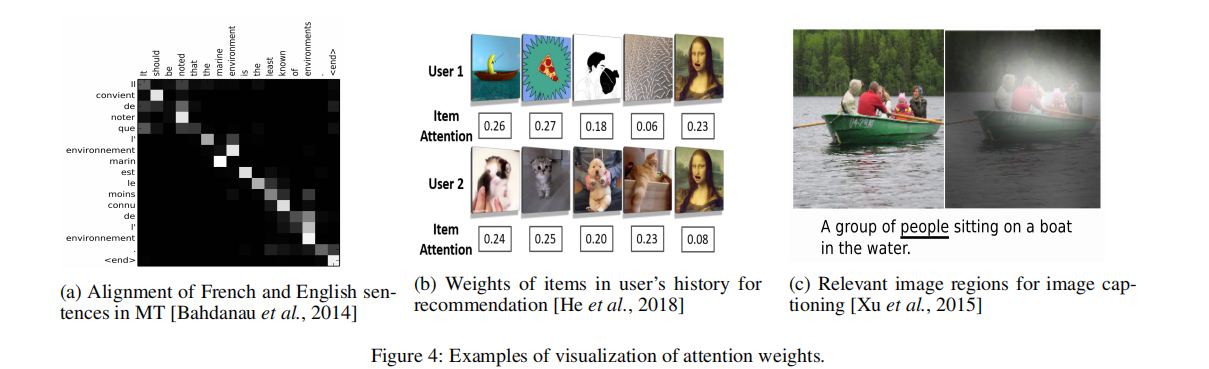 It
should
be
noted
that
the
marine
environment
is
the
least
known
of
environments
.
<end>
Il
convient
de
noter
que
l'
environnement
marin
est
le
moins
connu
de
l'
environnement
.
<end>
(a) Alignment of French and English sen-
tences in MT [Bahdanau et al., 2014]
User 1
Item
Attention
0.26 0.27 0.18 0.06 0.23
User 2
Item
Attention
0.24 0.25 0.20 0.23 0.08
(b) Weights of items in user's history for
recommendation [He et al., 2018]
A group of people sitting on a boat
in the water.
(c) Relevant image regions for image cap-
tioning [Xu et al., 2015]
Figure 4: Examples of visualization of attention weights.